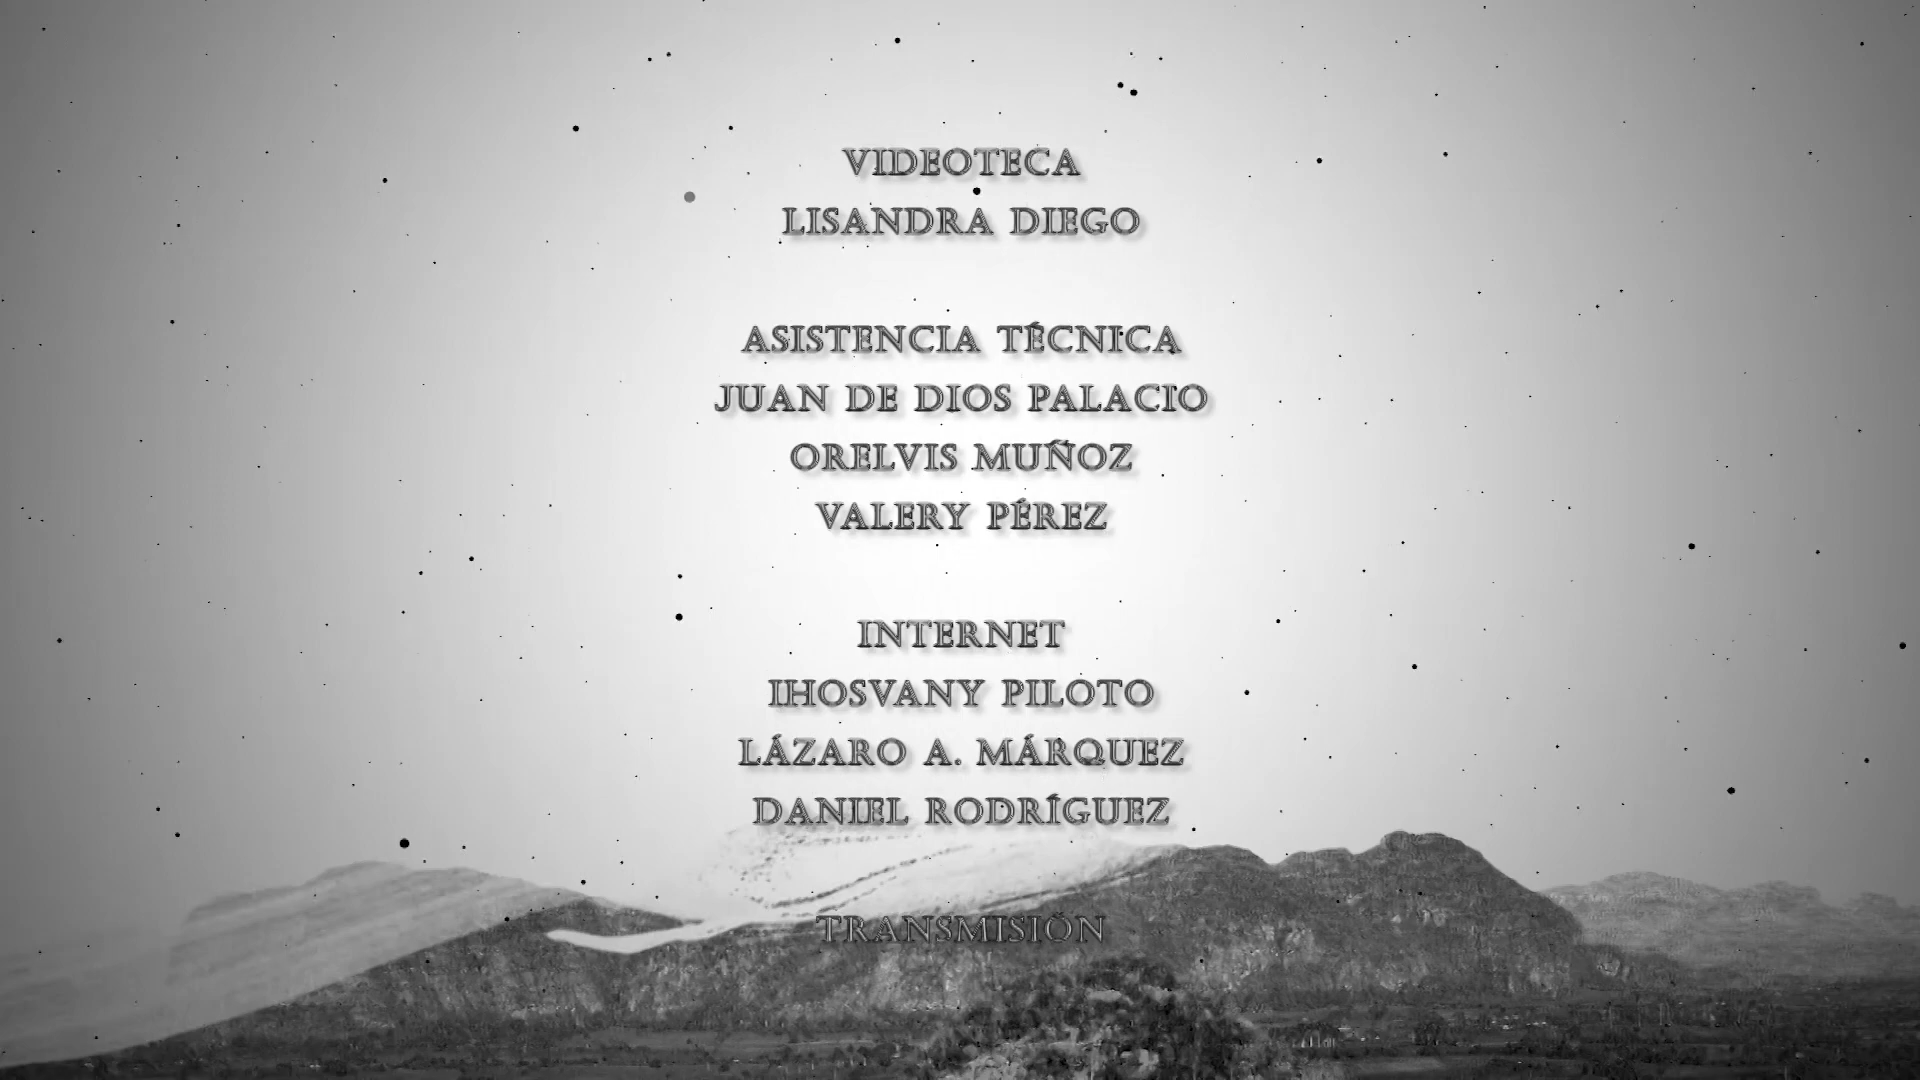 VIDEOTECA
LISANDRA DIEGO
ASISTENCIA TÉCNICA
JUAN DE DIOS PALACIO
ORELVIS MUÑOZ
VALERY PÉREZ
INTERNET
IHOSVANY PILOTO
LÁZARO A. MÁRQUEZ
DANIEL RODRÍGUEZ
TRANSMISIÓN